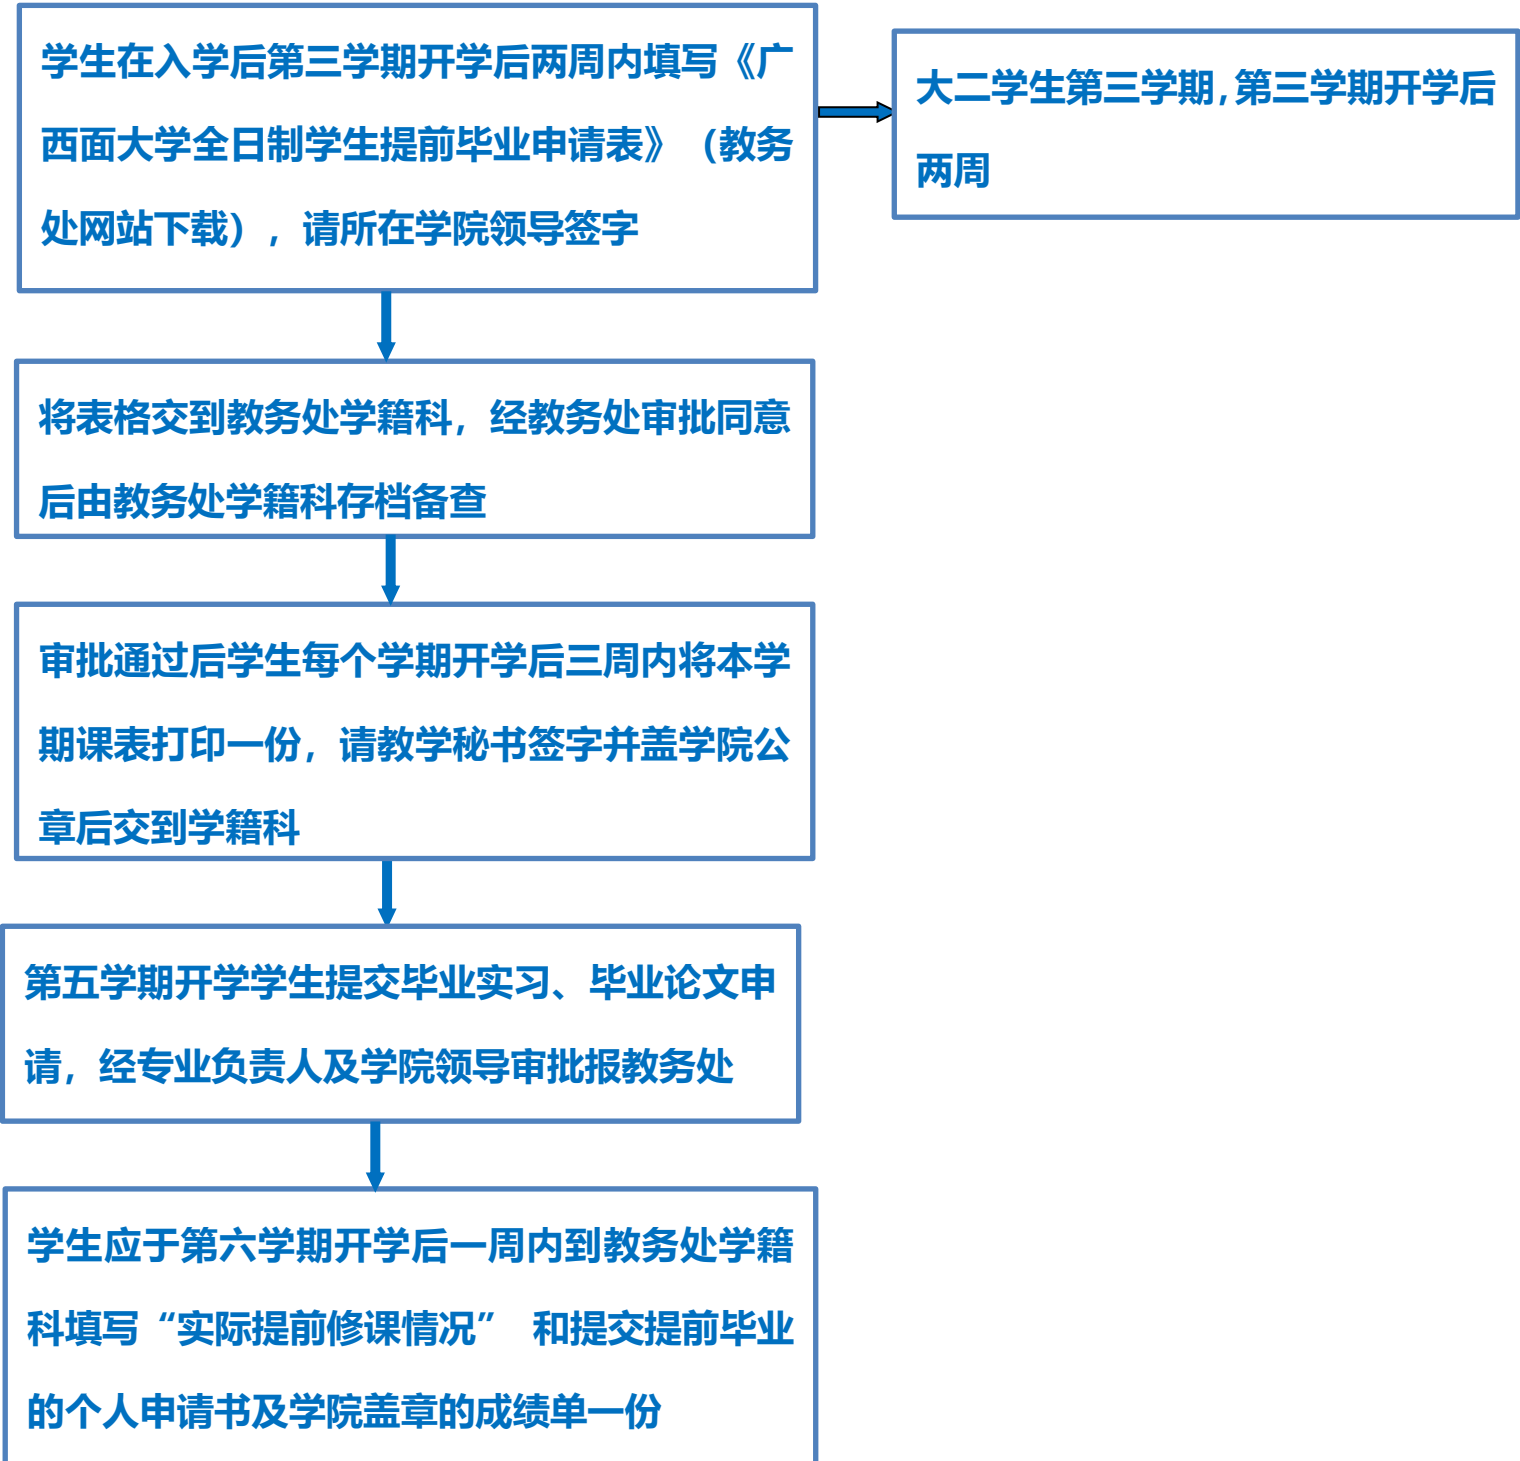 学生在入学后第三学期开学后两周内填写《广
西面大学全日制学生提前毕业申请表》（教务
处网站下载），请所在学院领导签字
大二学生第三学期,第三学期开学后
两周
将表格交到教务处学籍科，经教务处审批同意
后由教务处学籍科存档备查
审批通过后学生每个学期开学后三周内将本学
期课表打印一份，请教学秘书签字并盖学院公
章后交到学籍科
第五学期开学学生提交毕业实习、毕业论文申
请，经专业负责人及学院领导审批报教务处
学生应于第六学期开学后一周内到教务处学籍
科填写“实际提前修课情况” 和提交提前毕业
的个人申请书及学院盖章的成绩单一份